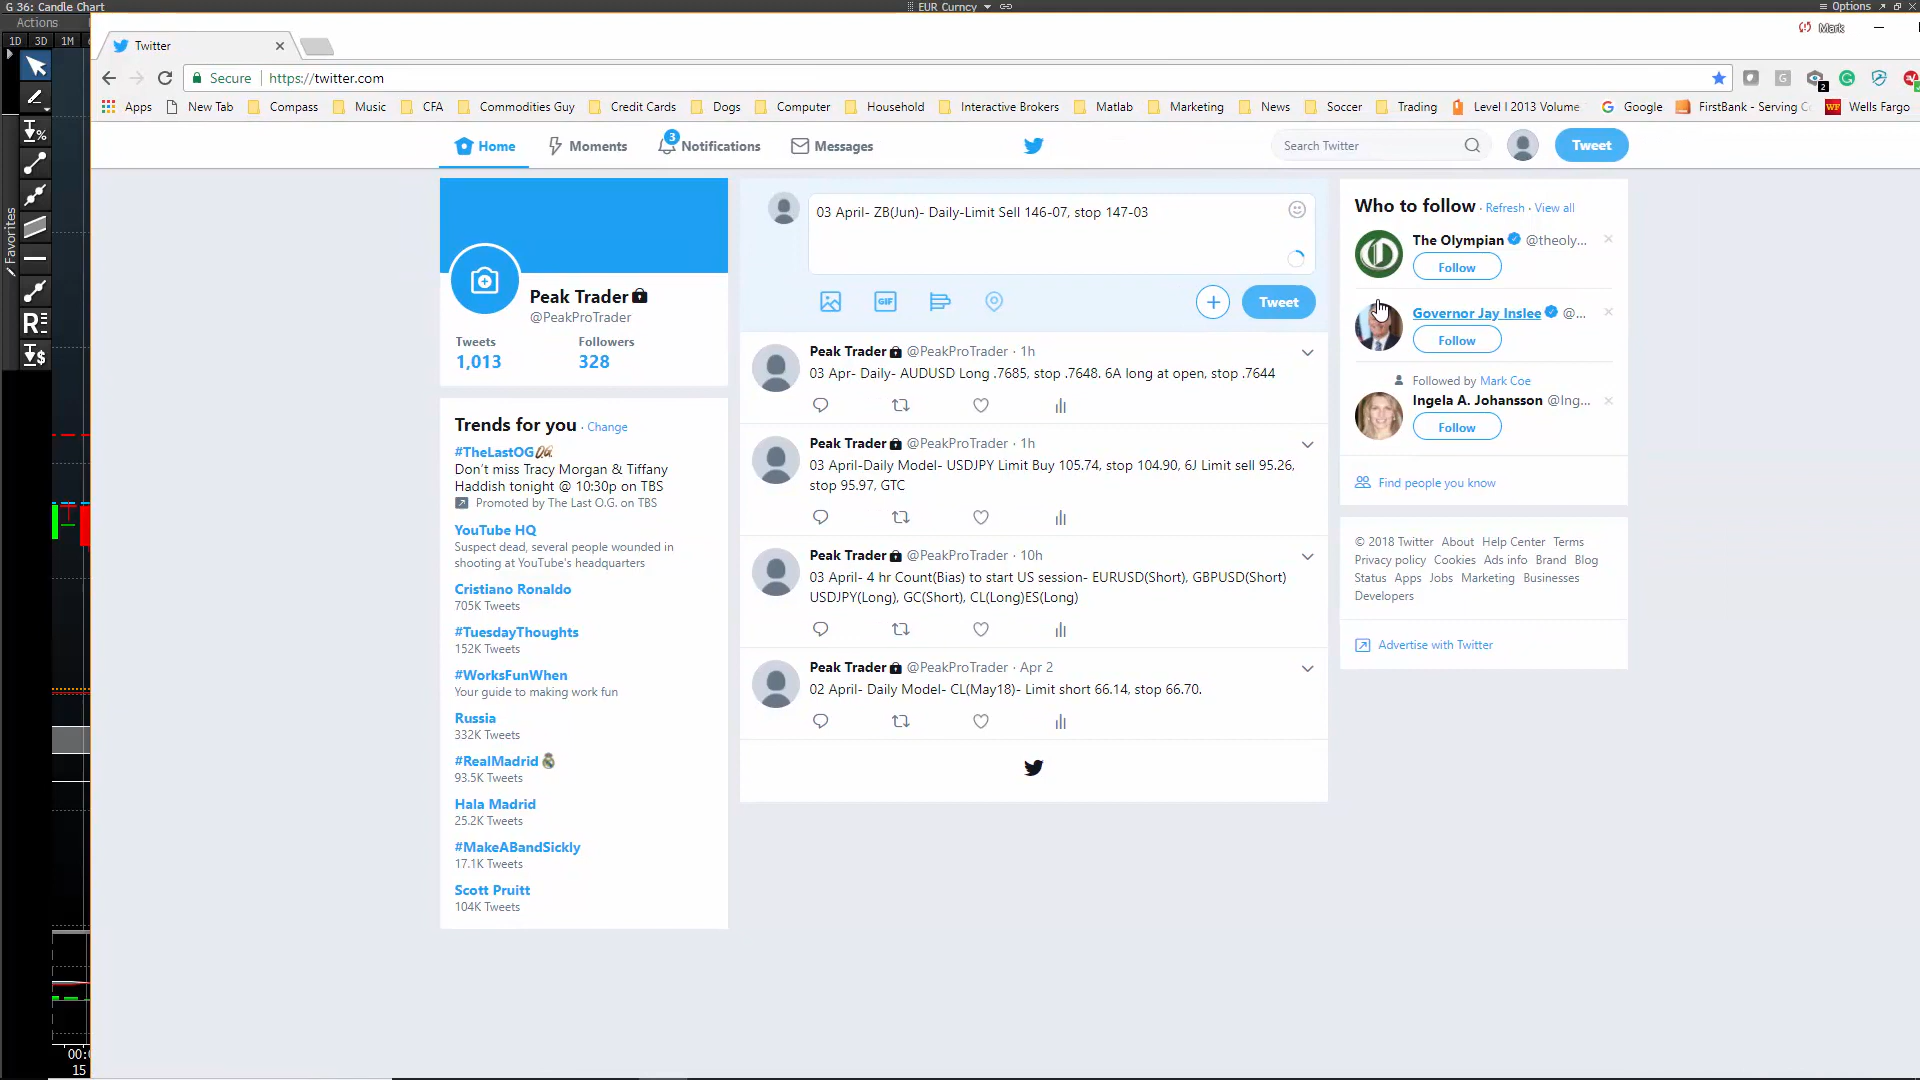 G 36: Candle Chart
EUR Curncy
Options
Actions
1D 3D 1M
Twitter
Mark
Secure https://twitter.com
Apps New Tab Compass Music CFA Commodities Guy Credit Cards Dogs Computer Household Interactive Brokers Matlab Marketing News Soccer Trading Level I 2013 Volume Google FirstBank - Serving Co Wells Fargo
Home Moments 3 Notifications Messages
Search Twitter
Tweet
Favorites
Peak Trader
@PeakProTrader
Tweets Followers
1,013 328
Trends for you · Change
#TheLastOG
Don't miss Tracy Morgan & Tiffany
Haddish tonight @ 10:30p on TBS
Promoted by The Last O.G. on TBS
YouTube HQ
Suspect dead, several people wounded in
shooting at YouTube's headquarters
Cristiano Ronaldo
705K Tweets
#TuesdayThoughts
152K Tweets
#WorksFunWhen
Your guide to making work fun
Russia
332K Tweets
#RealMadrid
93.5K Tweets
Hala Madrid
25.2K Tweets
#MakeABandSickly
17.1K Tweets
Scott Pruitt
104K Tweets
03 April- ZB(Jun)- Daily-Limit Sell 146-07, stop 147-03
GIF
Tweet
Peak Trader @PeakProTrader · 1h
03 Apr- Daily- AUDUSD Long .7685, stop .7648. 6A long at open, stop .7644
Peak Trader @PeakProTrader · 1h
03 April-Daily Model- USDJPY Limit Buy 105.74, stop 104.90, 6J Limit sell 95.26,
stop 95.97, GTC
Peak Trader @PeakProTrader · 10h
03 April- 4 hr Count(Bias) to start US session- EURUSD(Short), GBPUSD(Short)
USDJPY(Long), GC(Short), CL(Long)ES(Long)
Peak Trader @PeakProTrader · Apr 2
02 April- Daily Model- CL(May18)- Limit short 66.14, stop 66.70.
Who to follow · Refresh · View all
The Olympian @theoly...
Follow
Governor Jay Inslee @...
Follow
Followed by Mark Coe
Ingela A. Johansson @Ing...
Follow
Find people you know
© 2018 Twitter About Help Center Terms
Privacy policy Cookies Ads info Brand Blog
Status Apps Jobs Marketing Businesses
Developers
Advertise with Twitter
00:
15